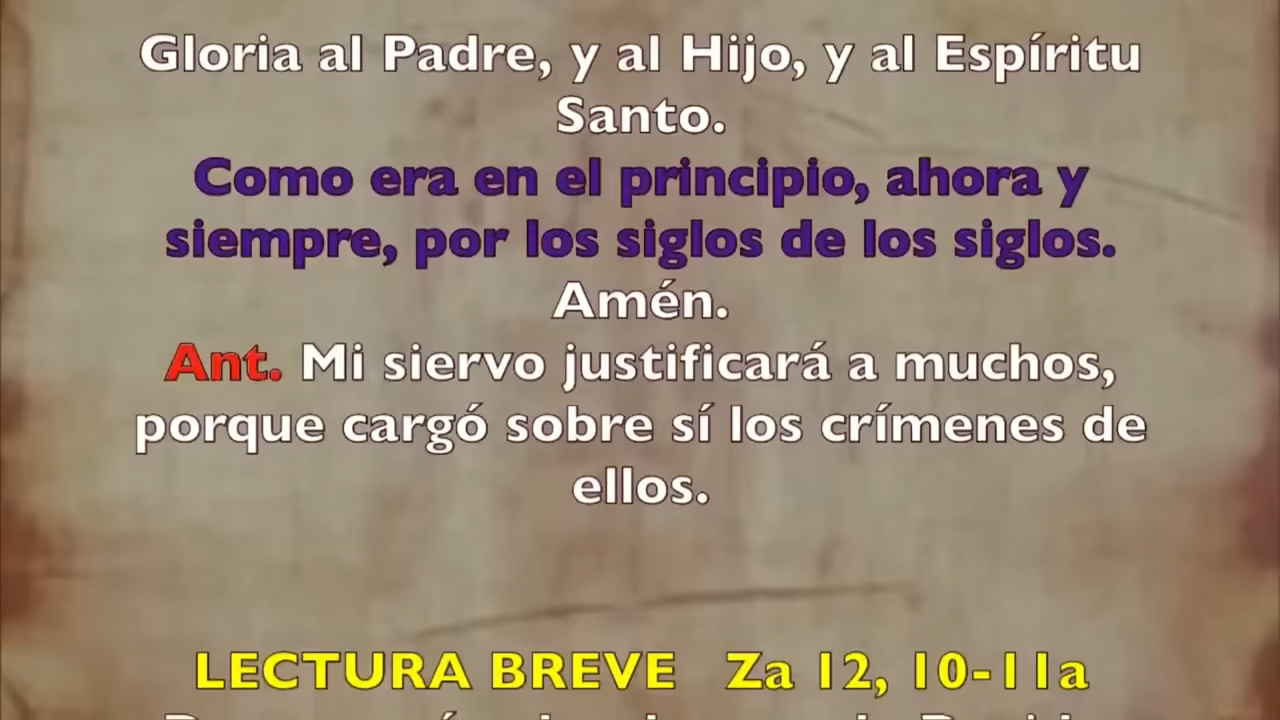 Gloria al Padre, y al Hijo, y al Espíritu
Santo.
Como era en el principio, ahora y
siempre, por los siglos de los siglos.
Amén.
Ant. Mi siervo justificará a muchos,
porque cargó sobre sí los crímenes de
ellos.
LECTURA BREVE Za 12, 10-11a